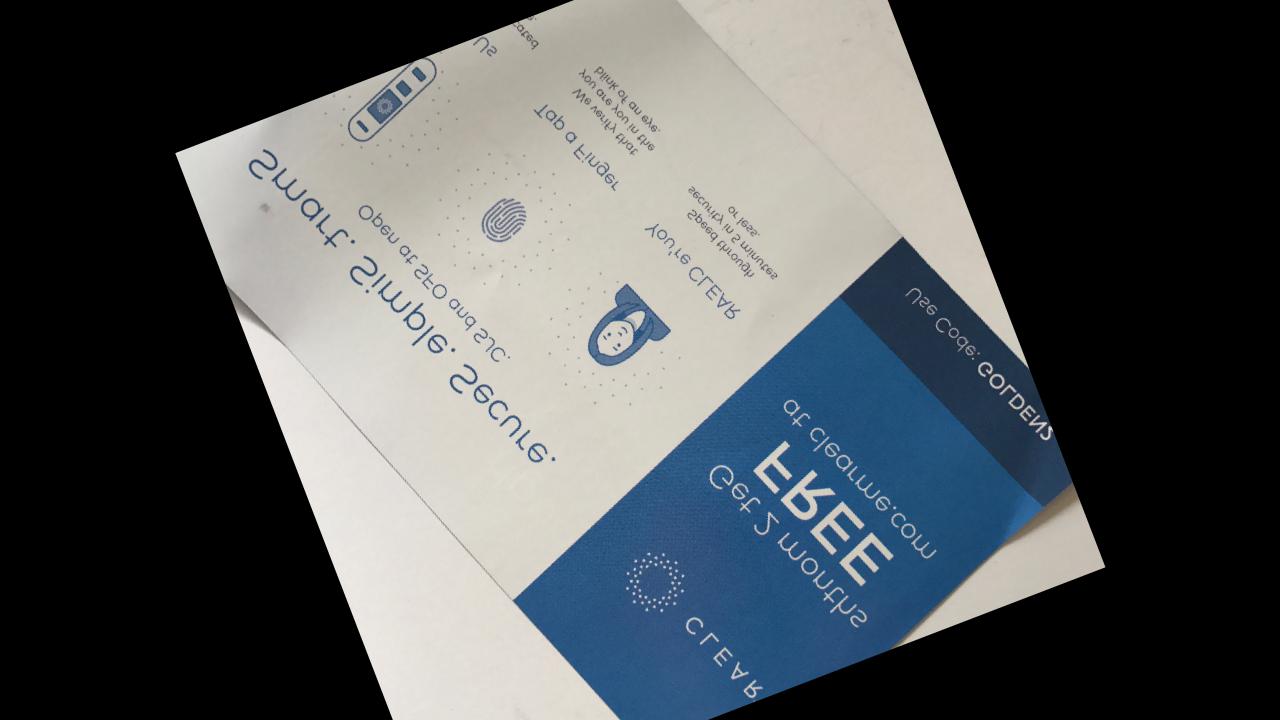 CLEAR
Get 2 months
FREE
at clearme.com
Use Code: GOLDEN2
Smart. Simple. Secure.
Open at SFO and SJC.
Us
Tap a Finger
We verify that
you are you in the
blink of an eye.
You're CLEAR
Speed through
security in 5 minutes
or less.